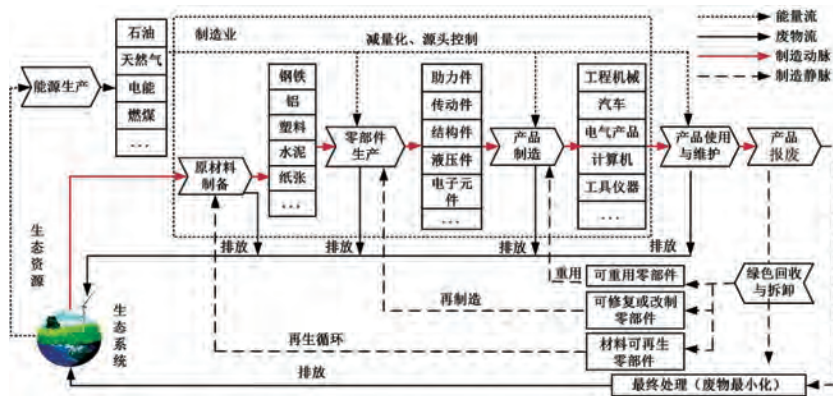 石油
天然气
电能
燃煤
...
能源生产
制造业
减量化、源头控制
能量流
废物流
制造动脉
制造静脉
钢铁
铝
塑料
水泥
纸张
...
助力件
传动件
结构件
液压件
电子元
件
...
工程机械
汽车
电气产品
计算机
工具仪器
...
原材料
制备
零部件
生产
产品
制造
产品使用
与维护
产品
报废
排放
排放
排放
排放
生态资源
生态系统
重用
可重用零部件
绿色回收
与拆卸
再制造
可修复或改制
零部件
再生循环
材料可再生
零部件
排放
最终处理（废物最小化）